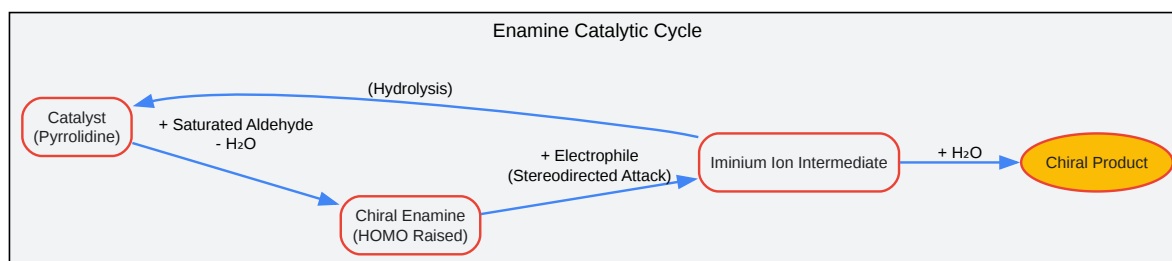 Enamine Catalytic Cycle
(Hydrolysis)
Catalyst
(Pyrrolidine)
+ Saturated Aldehyde
- H₂O
Chiral Enamine
(HOMO Raised)
+ Electrophile
(Stereodirected Attack)
Iminium Ion Intermediate
+ H₂O
Chiral Product